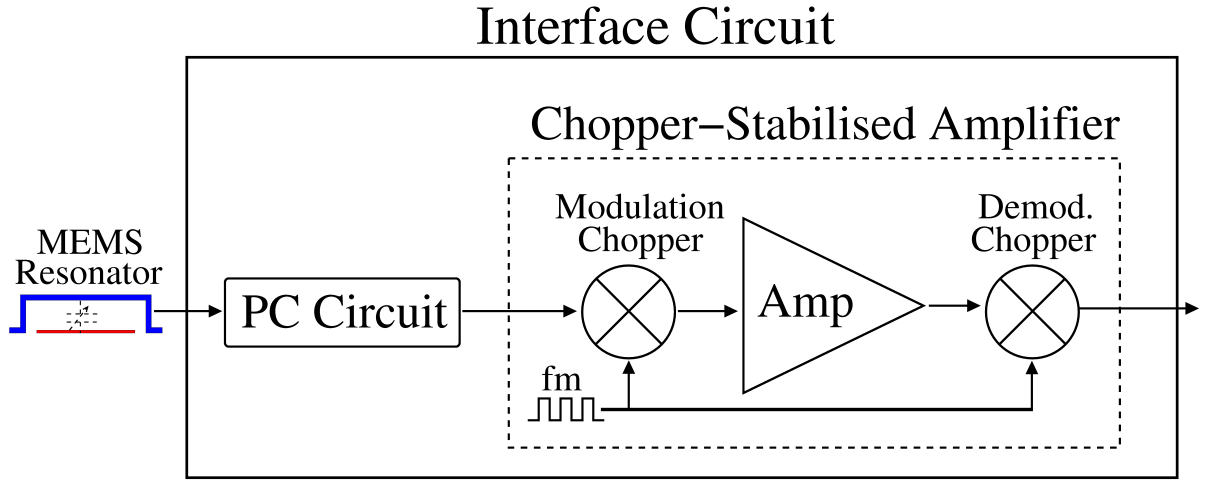 Interface Circuit
Chopper−Stabilised Amplifier
Modulation
Chopper
Demod.
Chopper
MEMS
Resonator
PC Circuit
Amp
fm